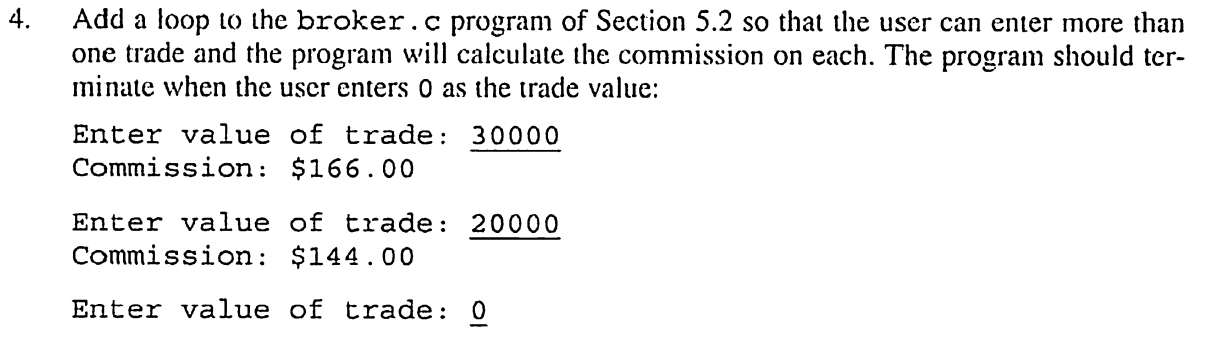 4. Add a loop to the broker.c program of Section 5.2 so that the user can enter more than
one trade and the program will calculate the commission on each. The program should ter-
minate when the user enters 0 as the trade value:
Enter value of trade: 30000
Commission: $166.00
Enter value of trade: 20000
Commission: $144.00
Enter value of trade: 0